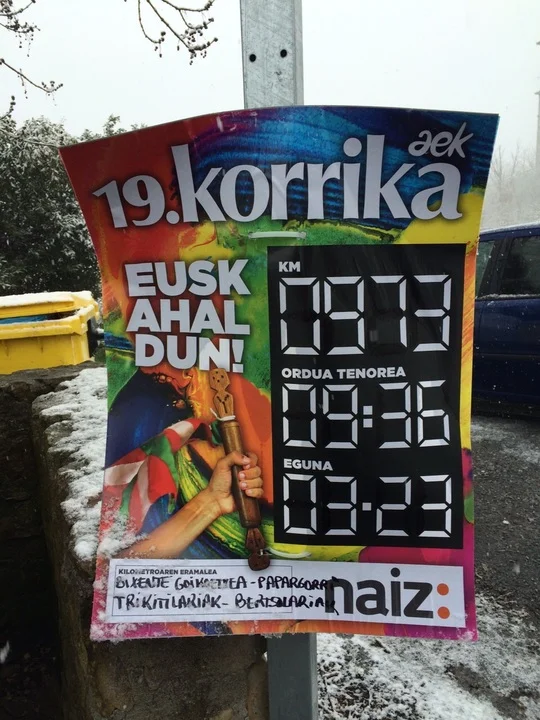 aek
19.korrika
EUSK
AHAL
DUN!
KM
0973
ORDUA TENOREA
09:36
EGUNA
03.23
KILOMETROAREN ERAMALEA
BIXENTE GOIKOETXEA - PAPARGORRI
TRIKITILARIAK - BERTSOLARIAK
naiz: